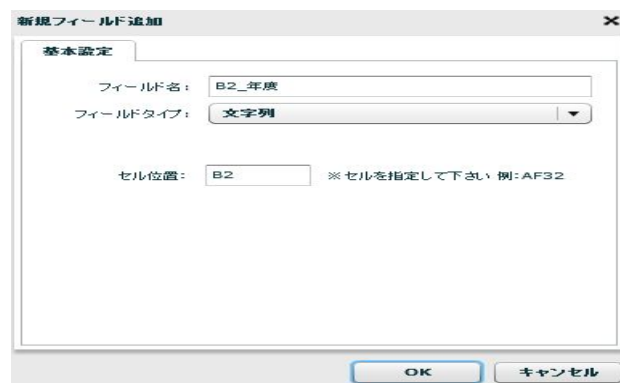 新規フィールド追加 ×
基本設定
フィールド名: B2_年度
フィールドタイプ: 文字列
セル位置: B2 ※セルを指定して下さい 例:AF32
OK キャンセル